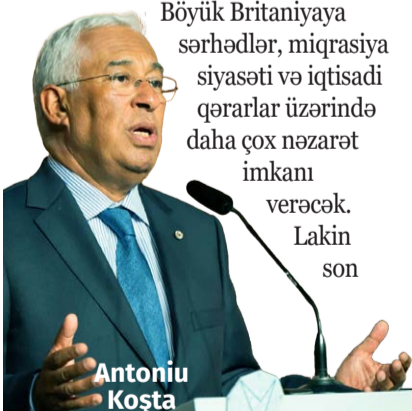 Böyük Britaniyaya
sərhədlər, miqrasiya
siyasəti və iqtisadi
qərarlar üzərində
daha çox nəzarət
imkanı
verəcək.
Lakin
son
Antoniu
Koşta